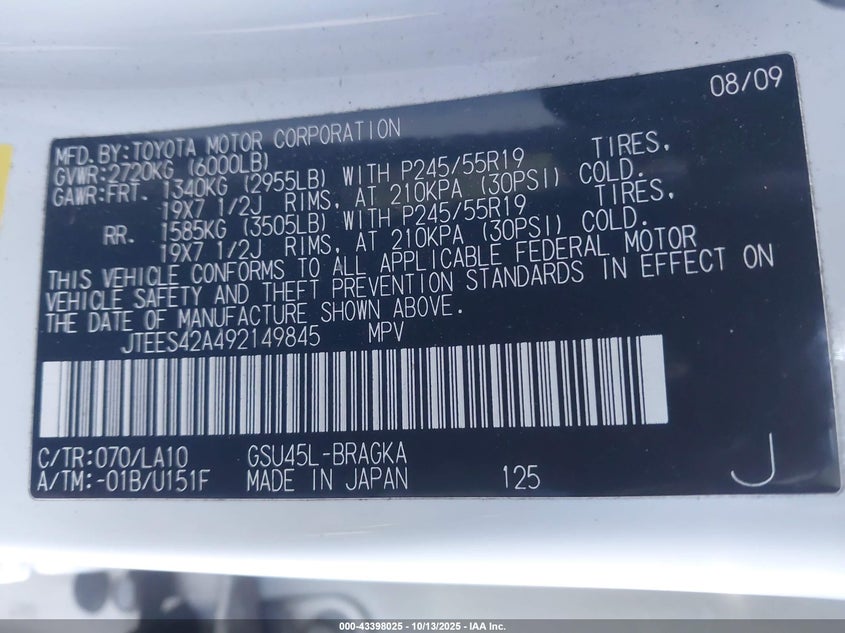 08/09
MFD.BY:TOYOTA MOTOR CORPORATION
GVWR:2720KG (6000LB)
GAWR:FRT. 1340KG (2955LB) WITH P245/55R19 TIRES,
19X7 1/2J RIMS, AT 210KPA (30PSI) COLD.
RR. 1585KG (3505LB) WITH P245/55R19 TIRES,
19X7 1/2J RIMS, AT 210KPA (30PSI) COLD.
THIS VEHICLE CONFORMS TO ALL APPLICABLE FEDERAL MOTOR
VEHICLE SAFETY AND THEFT PREVENTION STANDARDS IN EFFECT ON
THE DATE OF MANUFACTURE SHOWN ABOVE.
JTEES42A492149845 MPV
C/TR:070/LA10 GSU45L-BRAGKA
A/TM:-01B/U151F MADE IN JAPAN 125 J
000-43398025 - 10/13/2025 - © IAA Inc.